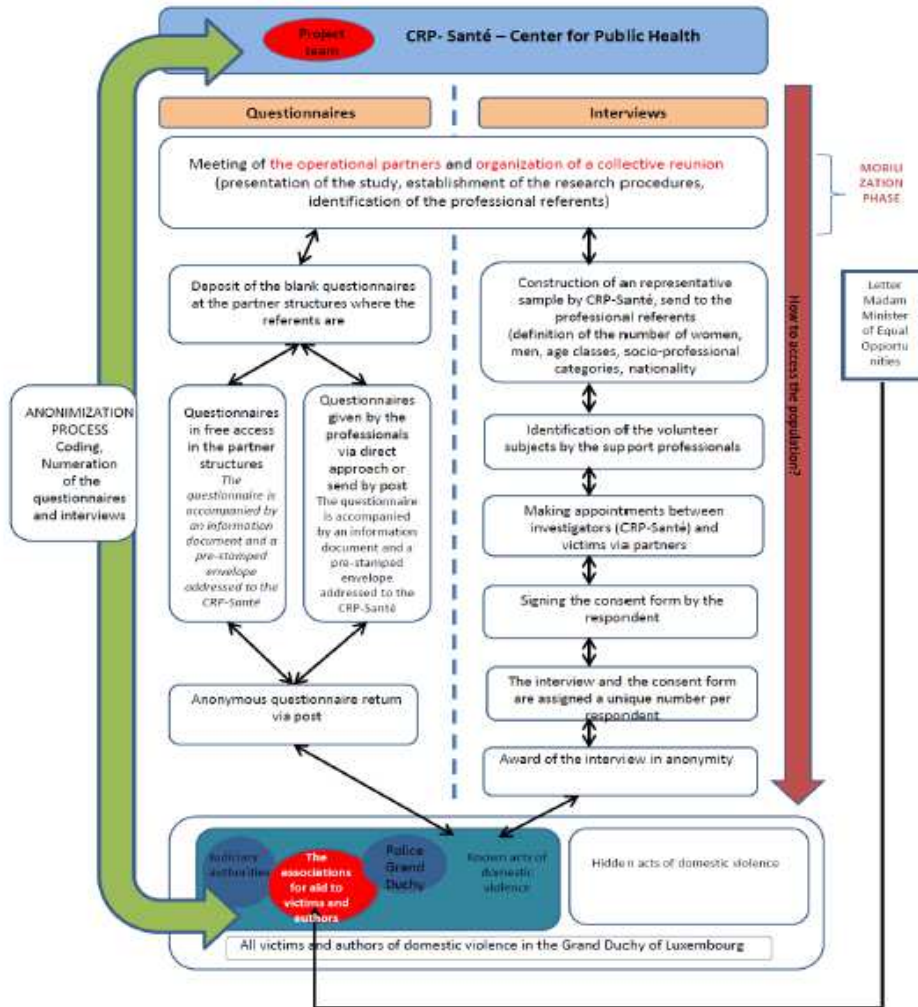 Project
team
CRP- Santé – Center for Public Health
Questionnaires
Interviews
Meeting of the operational partners and organization of a collective reunion
(presentation of the study, establishment of the research procedures,
identification of the professional referents)
MOBILI
ZATION
PHASE
Deposit of the blank questionnaires
at the partner structures where the
referents are
Construction of an representative
sample by CRP-Santé, send to the
professional referents
(definition of the number of women,
men, age classes, socio-professional
categories, nationality
How to access the population?
Letter
Madam
Minister
of Equal
Opportu
nities
ANONIMIZATION
PROCESS
Coding,
Numeration
of the
questionnaires
and interviews
Questionnaires
in free access
in the partner
structures
The
questionnaire is
accompanied by
an information
document and a
pre-stamped
envelope
addressed to the
CRP-Santé
Questionnaires
given by the
professionals
via direct
approach or
send by post
The questionnaire
is accompanied
by an information
document and a
pre-stamped
envelope
addressed to the
CRP-Santé
Identification of the volunteer
subjects by the support professionals
Making appointments between
investigators (CRP-Santé) and
victims via partners
Signing the consent form by the
respondent
The interview and the consent form
are assigned a unique number per
respondent
Anonymous questionnaire return
via post
Award of the interview in anonymity
Judiciary
authorities
The
associations
for aid to
victims and
authors
Police
Grand
Duchy
Known acts of
domestic
violence
Hidden acts of domestic violence
All victims and authors of domestic violence in the Grand Duchy of Luxembourg